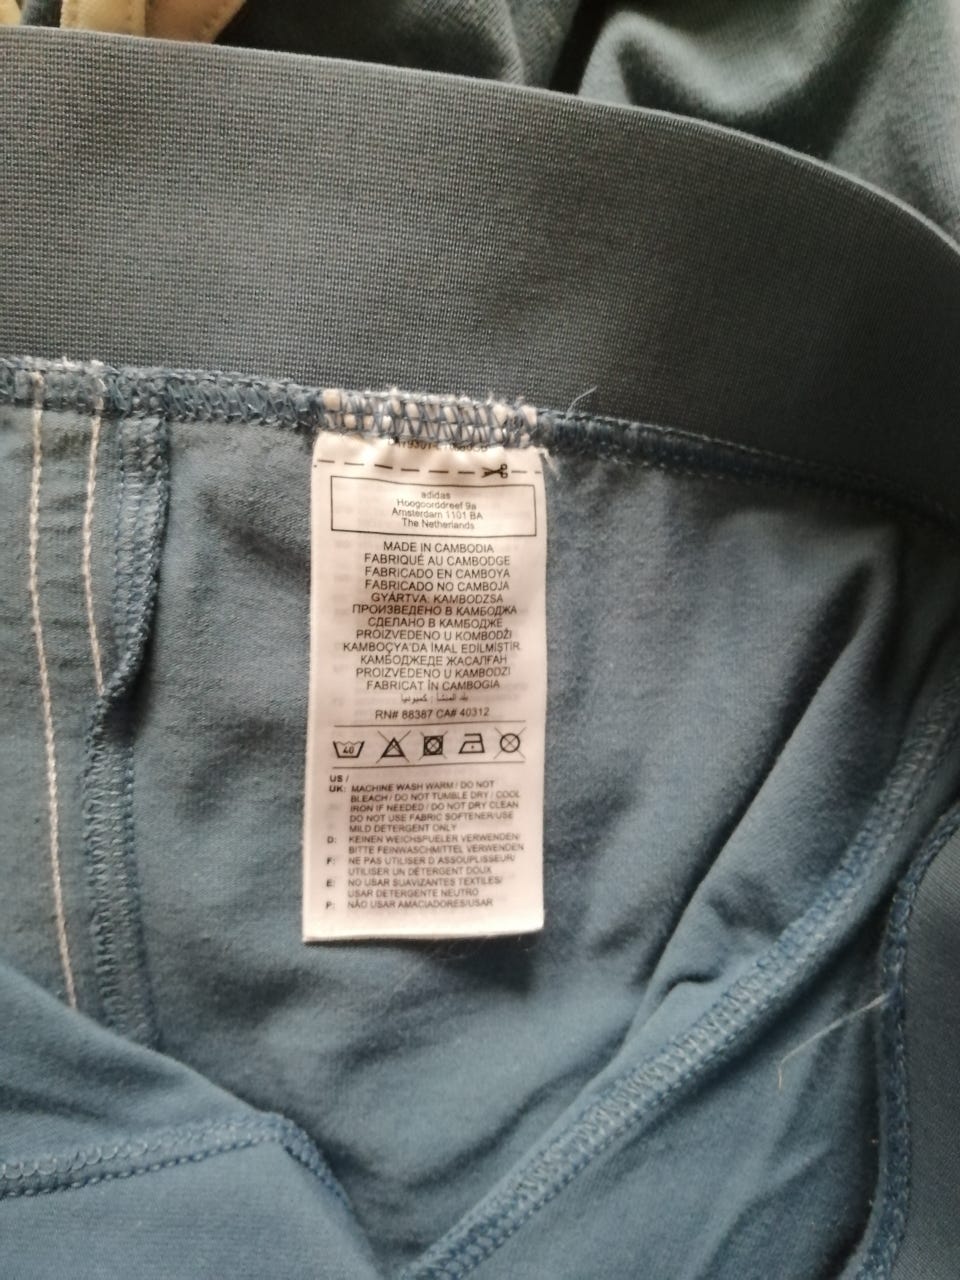 adidas
Hoogoorddreef 9a
Amsterdam 1101 BA
The Netherlands
MADE IN CAMBODIA
FABRIQUÉ AU CAMBODGE
FABRICADO EN CAMBOYA
FABRICADO NO CAMBOJA
GYÁRTVA: KAMBODZSA
ПРОИЗВЕДЕНО В КАМБОДЖА
СДЕЛАНО В КАМБОДЖЕ
PROIZVEDENO U KOMBODŽI
KAMBOÇYA'DA İMAL EDİLMİŞTİR
КАМБОДЖЕДЕ ЖАСАЛҒАН
PROIZVEDENO U KAMBODZI
FABRICAT ÎN CAMBOGIA
بلد المنشأ : كمبوديا
RN# 88387 CA# 40312
40
US /
UK: MACHINE WASH WARM / DO NOT
BLEACH / DO NOT TUMBLE DRY / COOL
IRON IF NEEDED / DO NOT DRY CLEAN
DO NOT USE FABRIC SOFTENER/USE
MILD DETERGENT ONLY
D: KEINEN WEICHSPUELER VERWENDEN/
BITTE FEINWASCHMITTEL VERWENDEN
F: NE PAS UTILISER D ASSOUPLISSEUR/
UTILISER UN DÉTERGENT DOUX
E: NO USAR SUAVIZANTES TEXTILES/
USAR DETERGENTE NEUTRO
P: NÃO USAR AMACIADORES/USAR